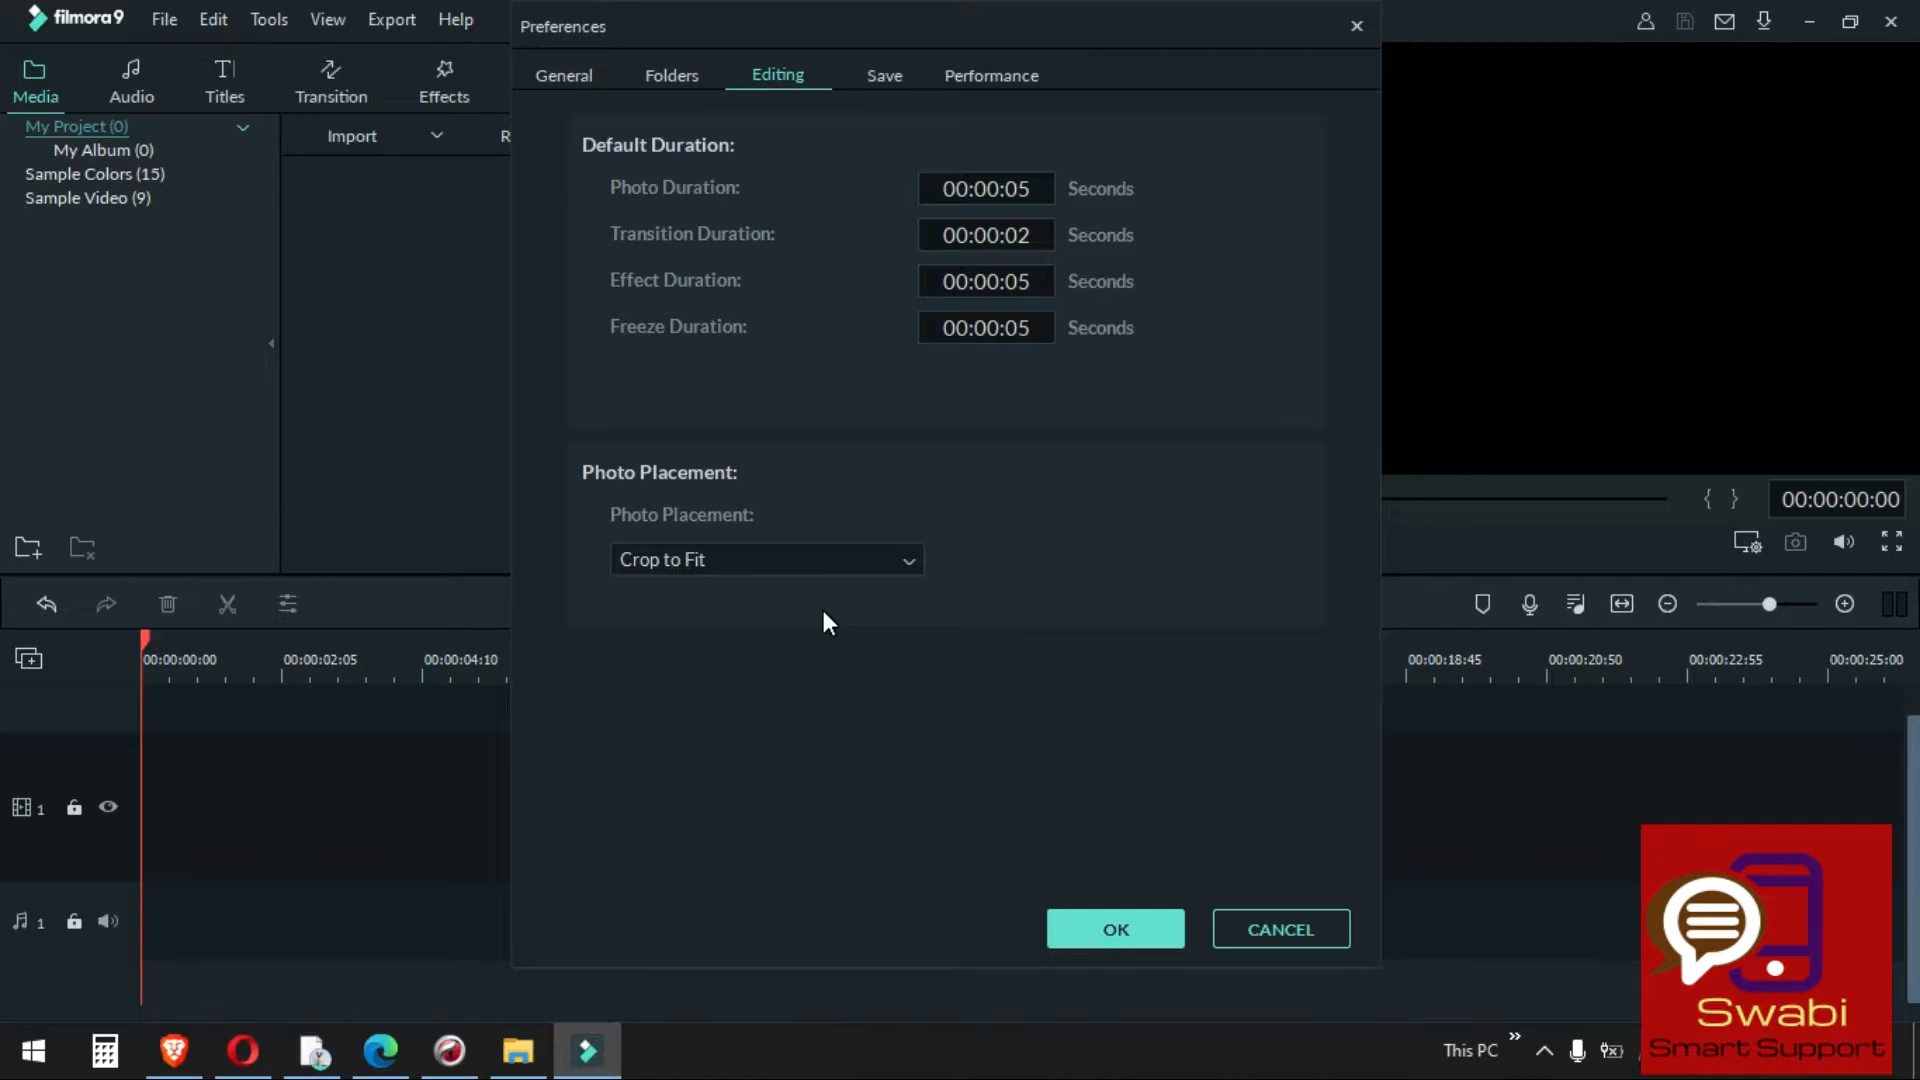 filmora9 File Edit Tools View Export Help
Preferences
Media Audio Titles Transition Effects
General Folders Editing Save Performance
My Project (0)
My Album (0)
Sample Colors (15)
Sample Video (9)
Import R
Default Duration:
Photo Duration: 00:00:05 Seconds
Transition Duration: 00:00:02 Seconds
Effect Duration: 00:00:05 Seconds
Freeze Duration: 00:00:05 Seconds
Photo Placement:
Photo Placement:
Crop to Fit
{ } 00:00:00:00
00:00:00:00 00:00:02:05 00:00:04:10 00:00:18:45 00:00:20:50 00:00:22:55 00:00:25:00
1
1
OK CANCEL
Swabi
Smart Support
This PC